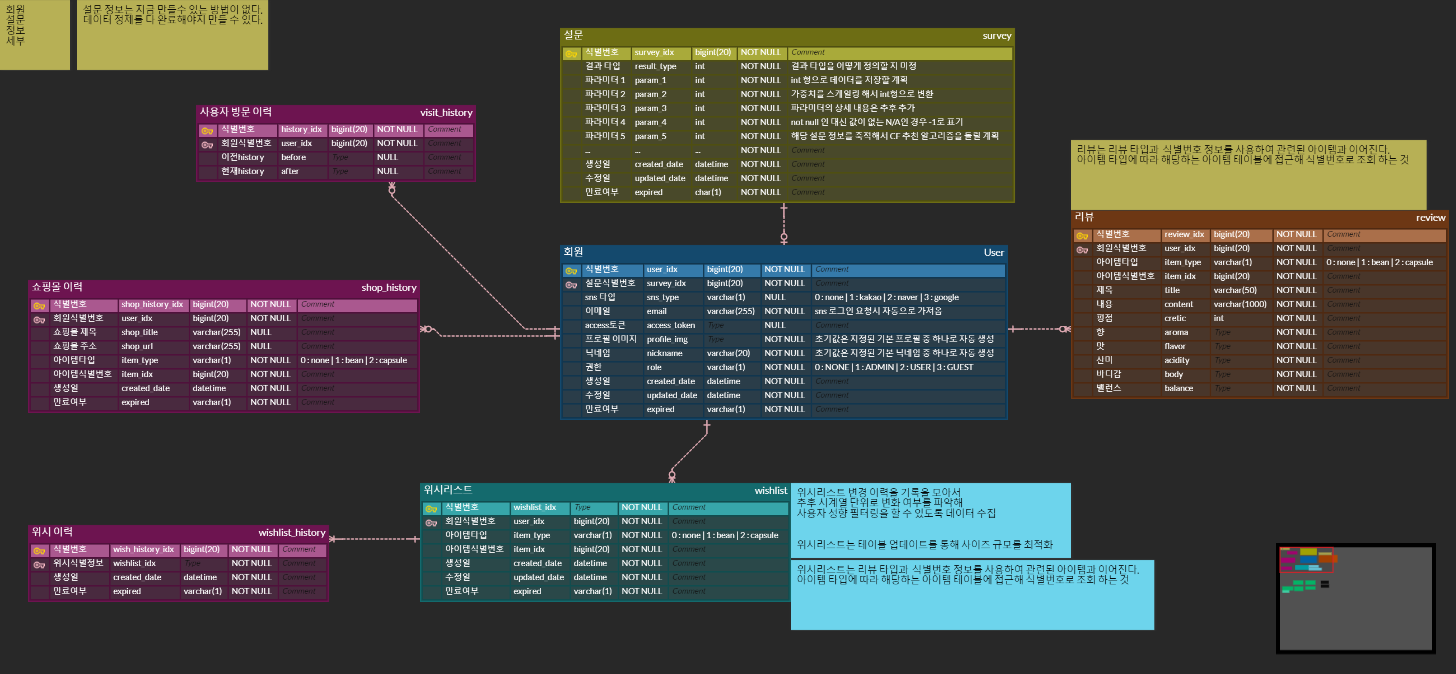 회원
설문
정보
세부
설문 정보는 지금 만들수 있는 방법이 없다.
데이터 정제를 다 완료해야지 만들 수 있다.
설문 survey
식별번호 survey_idx bigint(20) NOT NULL Comment
결과 타입 result_type int NOT NULL 결과 타입을 어떻게 정의할 지 미정
파라미터 1 param_1 int NOT NULL int 형으로 데이터를 저장할 계획
파라미터 2 param_2 int NOT NULL 가중치를 스케일링 해서 int형으로 변환
파라미터 3 param_3 int NOT NULL 파라미터의 상세 내용은 추후 추가
파라미터 4 param_4 int NOT NULL not null 인 대신 값이 없는 N/A인 경우 -1로 표기
파라미터 5 param_5 int NOT NULL 해당 설문 정보를 축적해서 CF 추천 알고리즘을 돌릴 계획
... ... ... NOT NULL Comment
생성일 created_date datetime NOT NULL Comment
수정일 updated_date datetime NOT NULL Comment
만료여부 expired char(1) NOT NULL Comment
사용자 방문 이력 visit_history
식별번호 history_idx bigint(20) NOT NULL Comment
회원식별번호 user_idx bigint(20) NOT NULL Comment
이전history before Type NULL Comment
현재history after Type NULL Comment
리뷰는 리뷰 타입과 식별번호 정보를 사용하여 관련된 아이템과 이어진다.
아이템 타입에 따라 해당하는 아이템 테이블에 접근해 식별번호로 조회 하는 것
리뷰 review
식별번호 review_idx bigint(20) NOT NULL Comment
회원식별번호 user_idx bigint(20) NOT NULL Comment
아이템타입 item_type varchar(1) NOT NULL 0 : none | 1 : bean | 2 : capsule
아이템식별번호 item_idx bigint(20) NOT NULL Comment
제목 title varchar(50) NOT NULL Comment
내용 content varchar(1000) NOT NULL Comment
평점 cretic int NOT NULL Comment
향 aroma Type NOT NULL Comment
맛 flavor Type NOT NULL Comment
신미 acidity Type NOT NULL Comment
바디감 body Type NOT NULL Comment
밸런스 balance Type NOT NULL Comment
회원 User
식별번호 user_idx bigint(20) NOT NULL Comment
설문식별번호 survey_idx bigint(20) NOT NULL Comment
sns 타입 sns_type varchar(1) NULL 0 : none | 1 : kakao | 2 : naver | 3 : google
이메일 email varchar(255) NOT NULL sns 로그인 요청시 자동으로 가져옴
access토큰 access_token Type NULL Comment
프로필 이미지 profile_img Type NOT NULL 초기값은 지정된 기본 프로필 중 하나로 자동 생성
닉네임 nickname varchar(20) NOT NULL 초기값은 지정된 기본 닉네임 중 하나로 자동 생성
권한 role varchar(1) NOT NULL 0 : NONE | 1 : ADMIN | 2 : USER | 3 : GUEST
생성일 created_date datetime NOT NULL Comment
수정일 updated_date datetime NOT NULL Comment
만료여부 expired varchar(1) NOT NULL Comment
쇼핑몰 이력 shop_history
식별번호 shop_history_idx bigint(20) NOT NULL Comment
회원식별번호 user_idx bigint(20) NOT NULL Comment
쇼핑몰 제목 shop_title varchar(255) NULL Comment
쇼핑몰 주소 shop_url varchar(255) NULL Comment
아이템타입 item_type varchar(1) NOT NULL 0 : none | 1 : bean | 2 : capsule
아이템식별번호 item_idx bigint(20) NOT NULL Comment
생성일 created_date datetime NOT NULL Comment
만료여부 expired varchar(1) NOT NULL Comment
위시리스트 wishlist
식별번호 wishlist_idx Type NOT NULL Comment
회원식별번호 user_idx bigint(20) NOT NULL Comment
아이템타입 item_type varchar(1) NOT NULL 0 : none | 1 : bean | 2 : capsule
아이템식별번호 item_idx bigint(20) NOT NULL Comment
생성일 created_date datetime NOT NULL Comment
수정일 updated_date datetime NOT NULL Comment
만료여부 expired varchar(1) NOT NULL Comment
위시리스트 변경 이력을 기록을 모아서
추후 시계열 단위로 변화 여부를 파악해
사용자 성향 필터링을 할 수 있도록 데이터 수집
위시리스트는 테이블 업데이트를 통해 사이즈 규모를 최적화
위시리스트는 리뷰 타입과 식별번호 정보를 사용하여 관련된 아이템과 이어진다.
아이템 타입에 따라 해당하는 아이템 테이블에 접근해 식별번호로 조회 하는 것
위시 이력 wishlist_history
식별번호 wish_history_idx bigint(20) NOT NULL Comment
위시식별정보 wishlist_idx Type NOT NULL Comment
생성일 created_date datetime NOT NULL Comment
만료여부 expired varchar(1) NOT NULL Comment